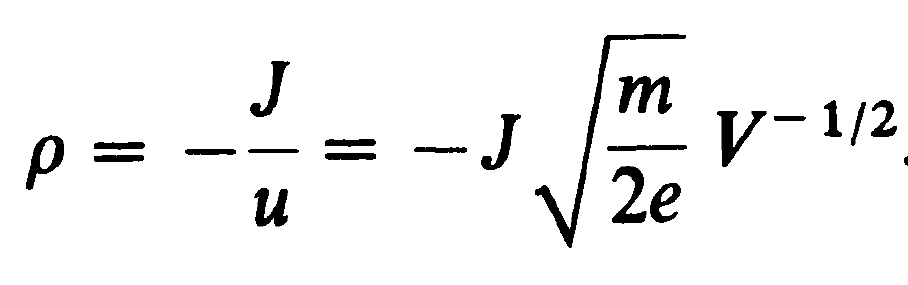 ρ = − J/u = − J √(m/2e) V^{−1/2}.